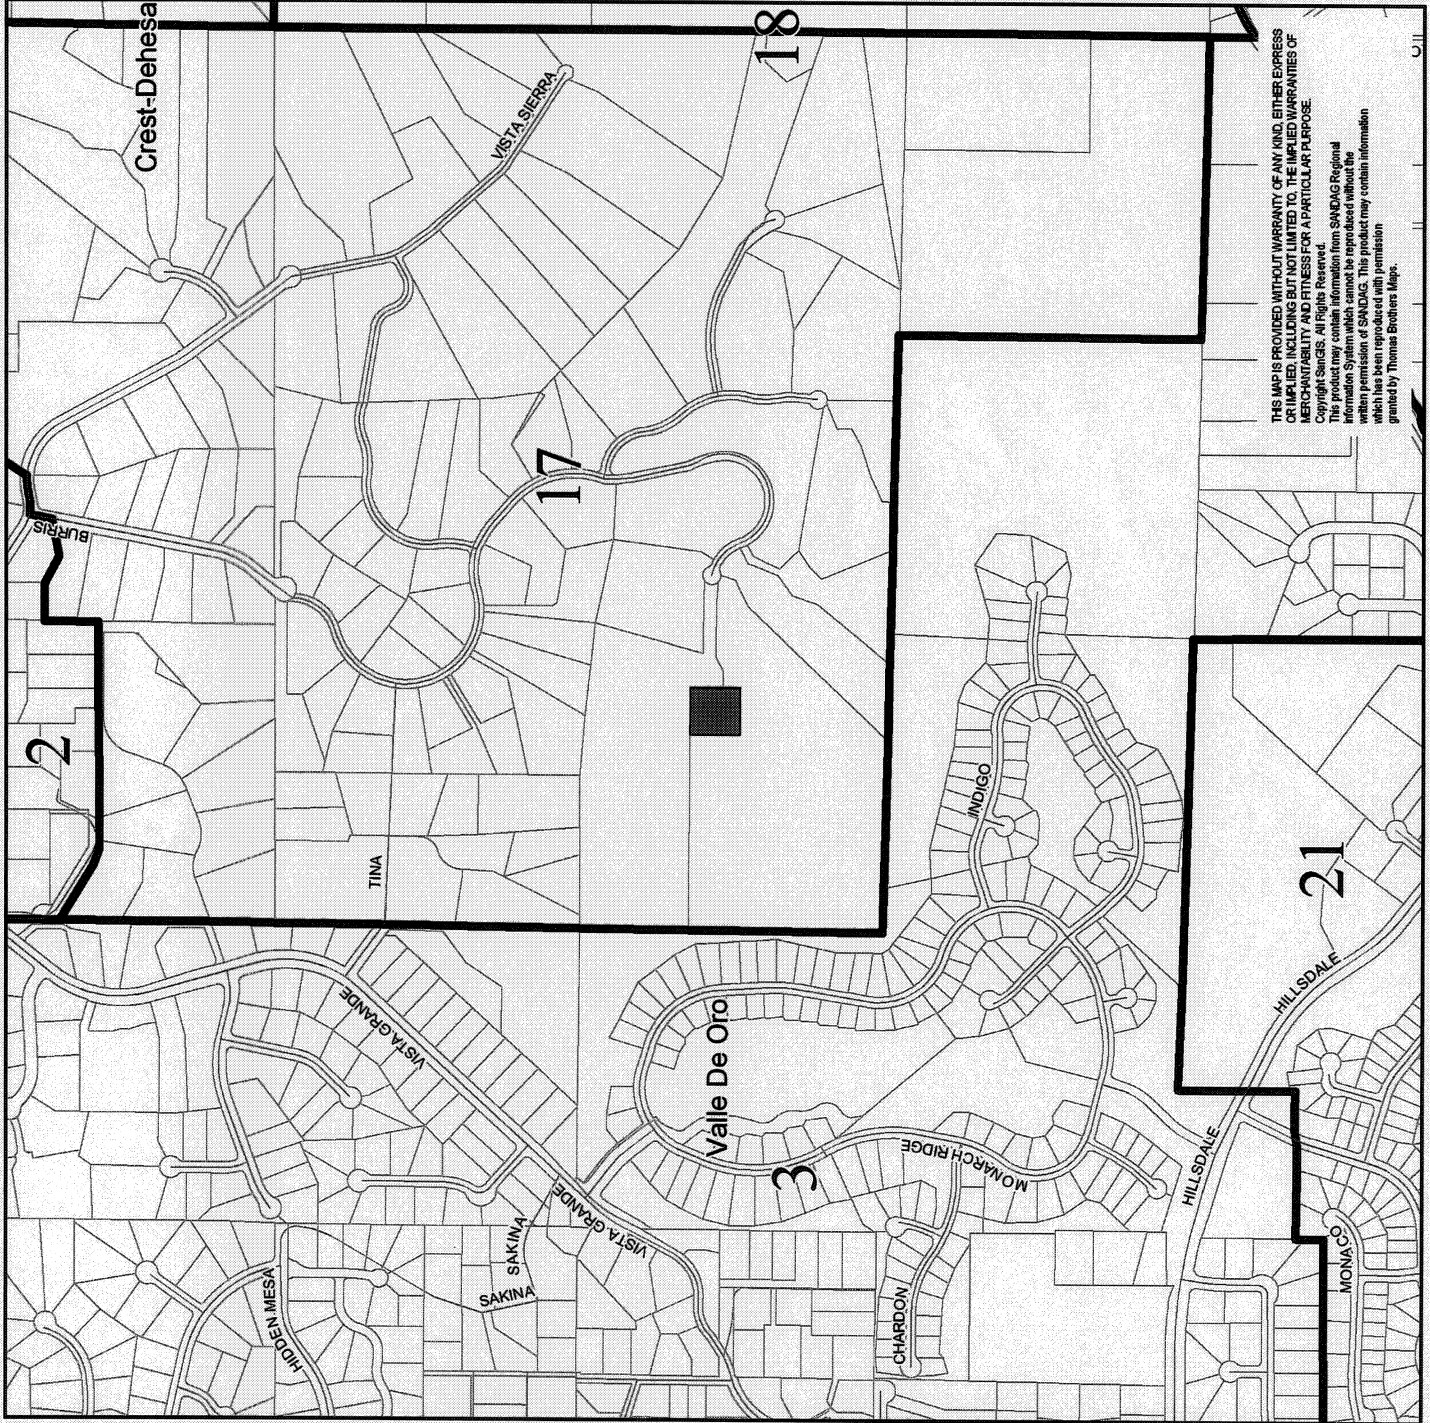 Crest-Dehesa
18
VISTA SIERRA
BURRIS
17
2
TINA
INDIGO
21
VISTA GRANDE
Valle De Oro
HILLSDALE
3
MONARCH RIDGE
HILLSDALE
VISTA GRANDE
SAKINA
SAKINA
HIDDEN MESA
CHARDON
MONACO
THIS MAP IS PROVIDED WITHOUT WARRANTY OF ANY KIND, EITHER EXPRESS
OR IMPLIED, INCLUDING BUT NOT LIMITED TO, THE IMPLIED WARRANTIES OF
MERCHANTABILITY AND FITNESS FOR A PARTICULAR PURPOSE.
Copyright SanGIS. All Rights Reserved.
This product may contain information from SANDAG Regional
Information System which cannot be reproduced without the
written permission of SANDAG. This product may contain information
which has been reproduced with permission
granted by Thomas Brothers Maps.